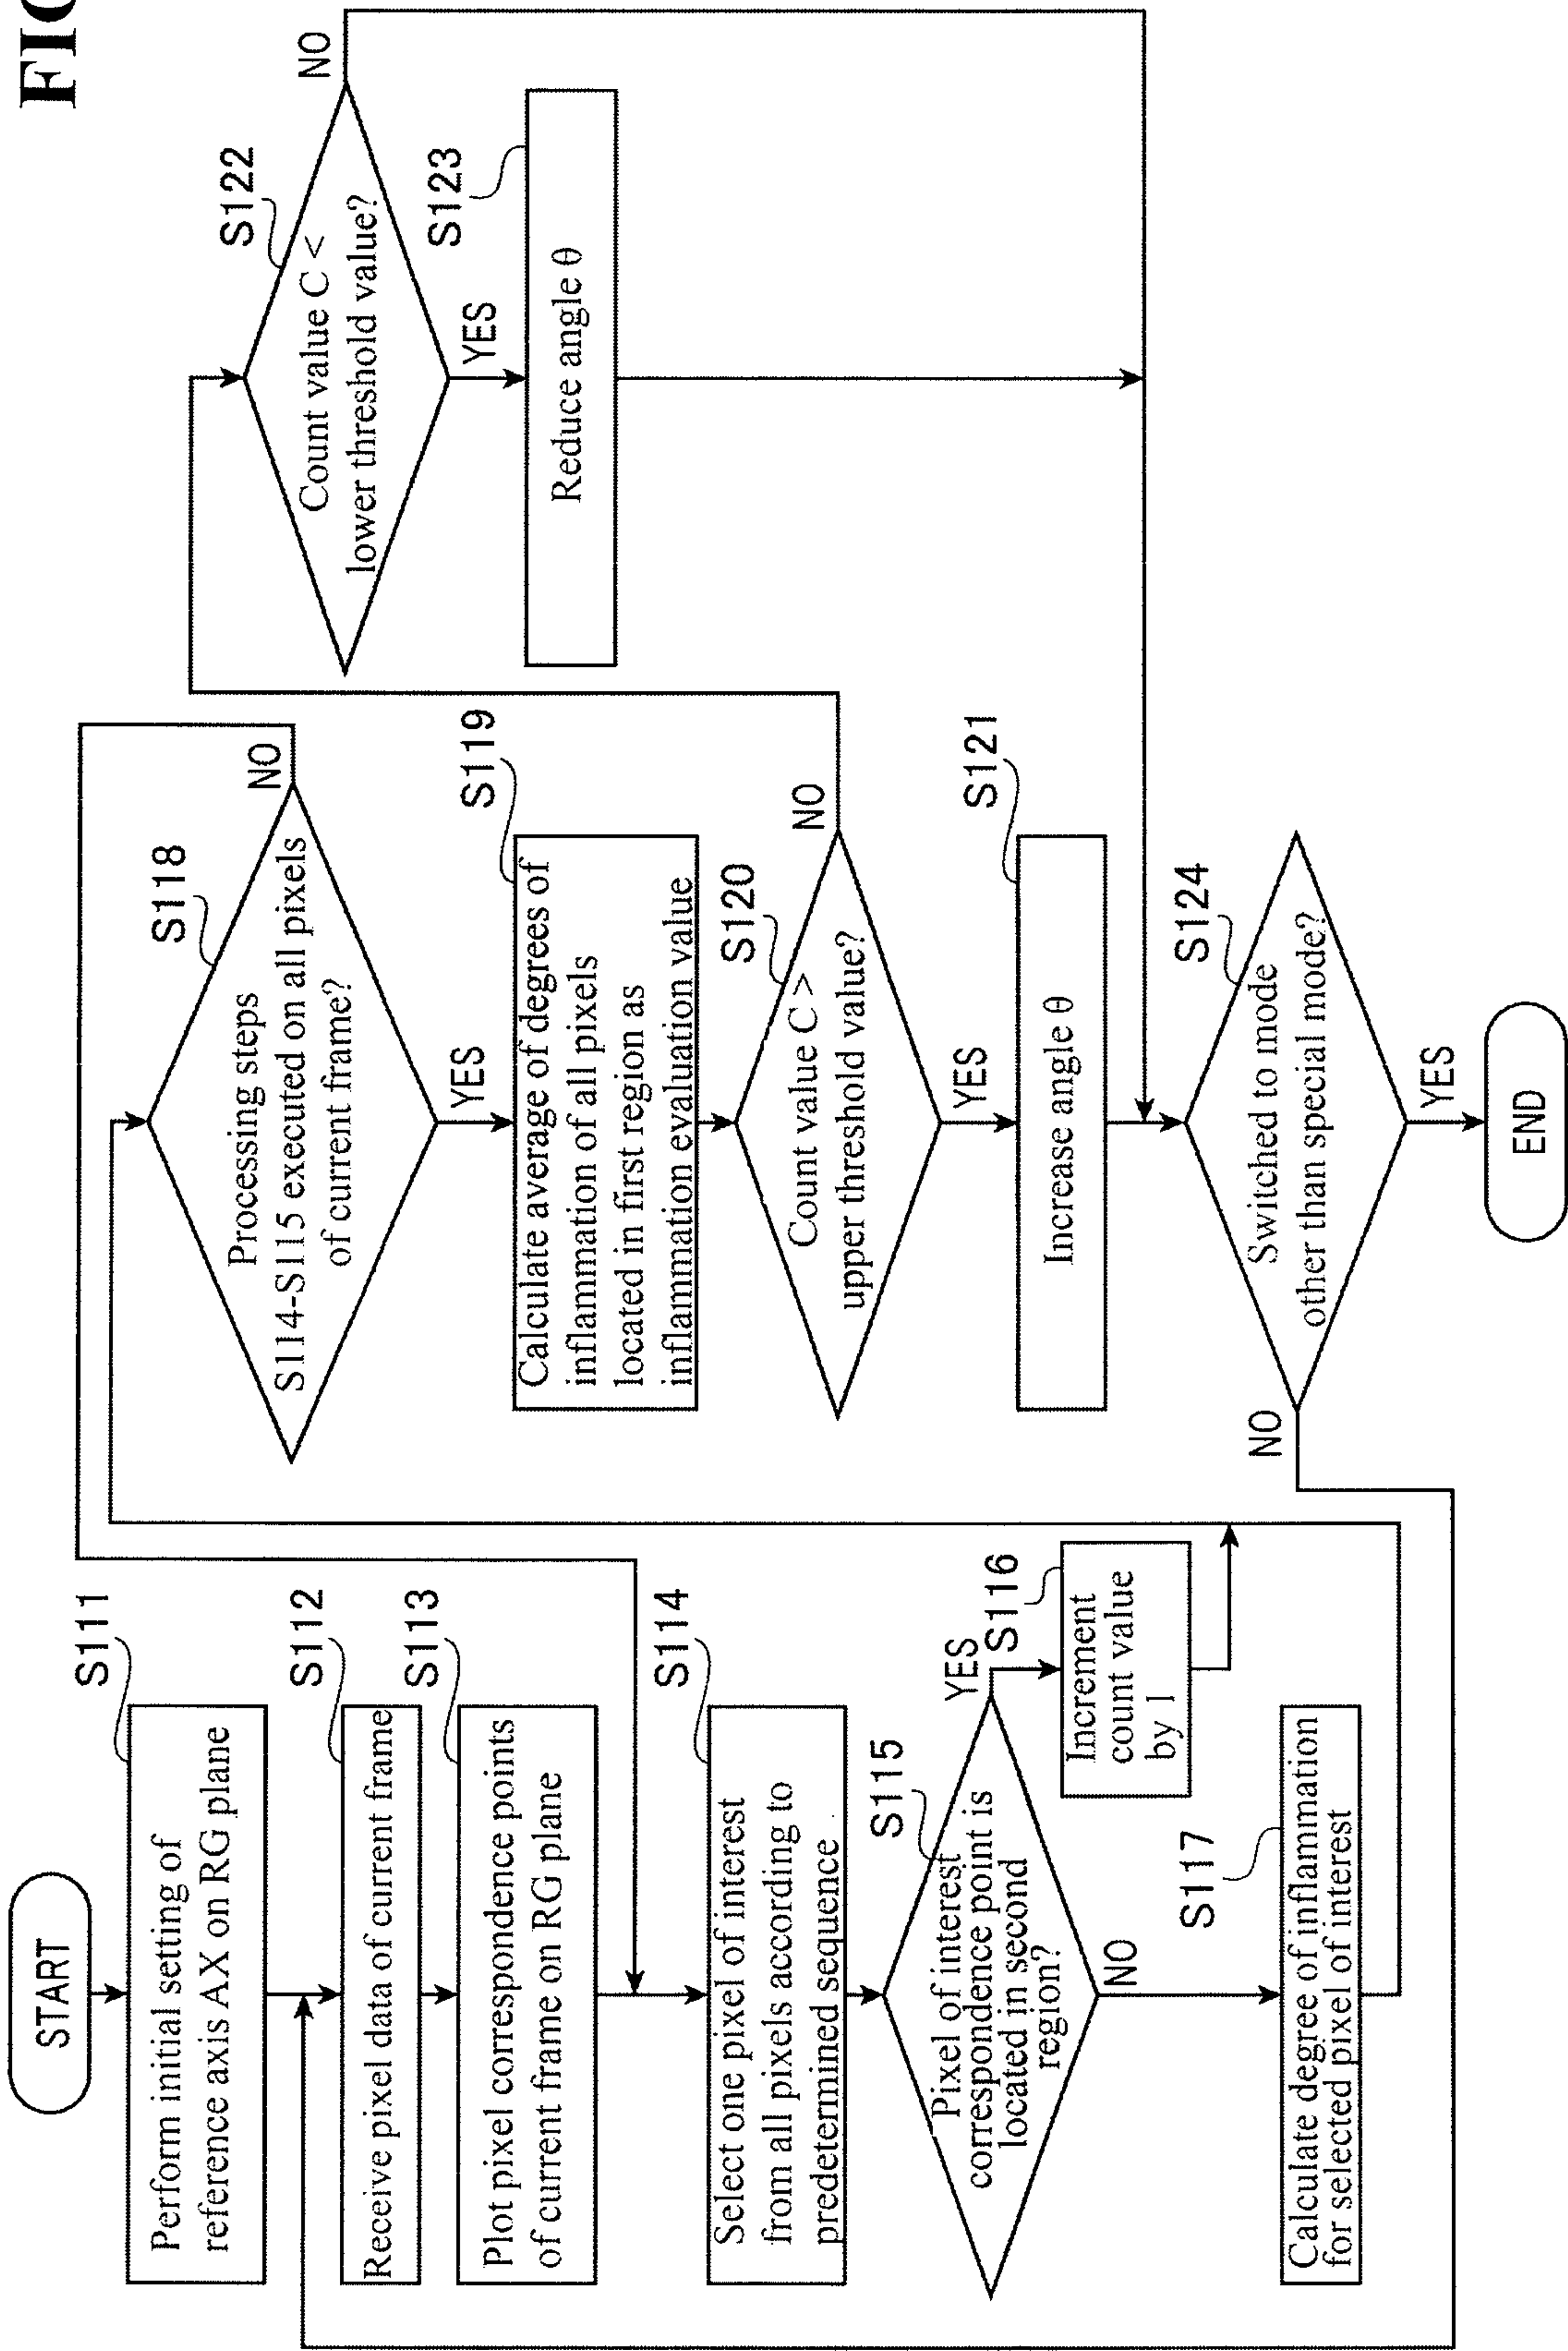 FIG
START
S111
Perform initial setting of
reference axis AX on RG plane
S112
Receive pixel data of current frame
S113
Plot pixel correspondence points
of current frame on RG plane
S114
Select one pixel of interest
from all pixels according to
predetermined sequence
S115
Pixel of interest
correspondence point is
located in second
region?
YES
S116
Increment
count value
by 1
NO
S117
Calculate degree of inflammation
for selected pixel of interest
S118
Processing steps
S114-S115 executed on all pixels
of current frame?
NO
YES
S119
Calculate average of degrees of
inflammation of all pixels
located in first region as
inflammation evaluation value
S120
Count value C >
upper threshold value?
NO
YES
S121
Increase angle θ
S122
Count value C <
lower threshold value?
NO
YES
S123
Reduce angle θ
S124
Switched to mode
other than special mode?
NO
YES
END